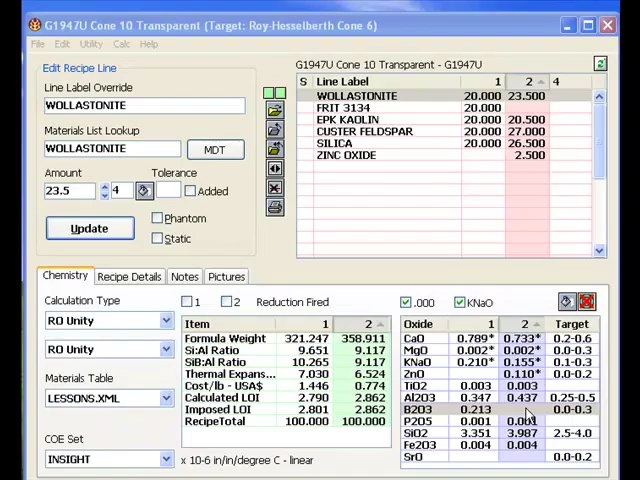 G1947U Cone 10 Transparent (Target: Roy-Hesselberth Cone 6)
File Edit Utility Calc Help
Edit Recipe Line
Line Label Override
WOLLASTONITE
Materials List Lookup
WOLLASTONITE MDT
Amount Tolerance
23.5 4 Added
Update Phantom
Static
G1947U Cone 10 Transparent - G1947U 2
S Line Label 1 2 4
WOLLASTONITE 20.000 23.500
FRIT 3134 20.000
EPK KAOLIN 20.000 20.500
CUSTER FELDSPAR 20.000 27.000
SILICA 20.000 26.500
ZINC OXIDE 2.500
Chemistry Recipe Details Notes Pictures
Calculation Type
RO Unity
RO Unity
Materials Table
LESSONS.XML
COE Set
INSIGHT x 10-6 in/in/degree C - linear
1 2 Reduction Fired
Item 1 2
Formula Weight 321.247 358.911
Si:Al Ratio 9.651 9.117
SiB:Al Ratio 10.265 9.117
Thermal Expans... 7.030 6.524
Cost/lb - USA$ 1.446 0.774
Calculated LOI 2.790 2.862
Imposed LOI 2.801 2.862
RecipeTotal 100.000 100.000
.000 KNaO
Oxide 1 2 Target
CaO 0.789* 0.733* 0.2-0.6
MgO 0.002* 0.002* 0.0-0.3
KNaO 0.210* 0.155* 0.1-0.3
ZnO 0.110* 0.0-0.3
TiO2 0.003 0.003
Al2O3 0.347 0.437 0.25-0.5
B2O3 0.213 0.0-0.3
P2O5 0.001 0.001
SiO2 3.351 3.987 2.5-4.0
Fe2O3 0.004 0.004
SrO 0.0-0.2